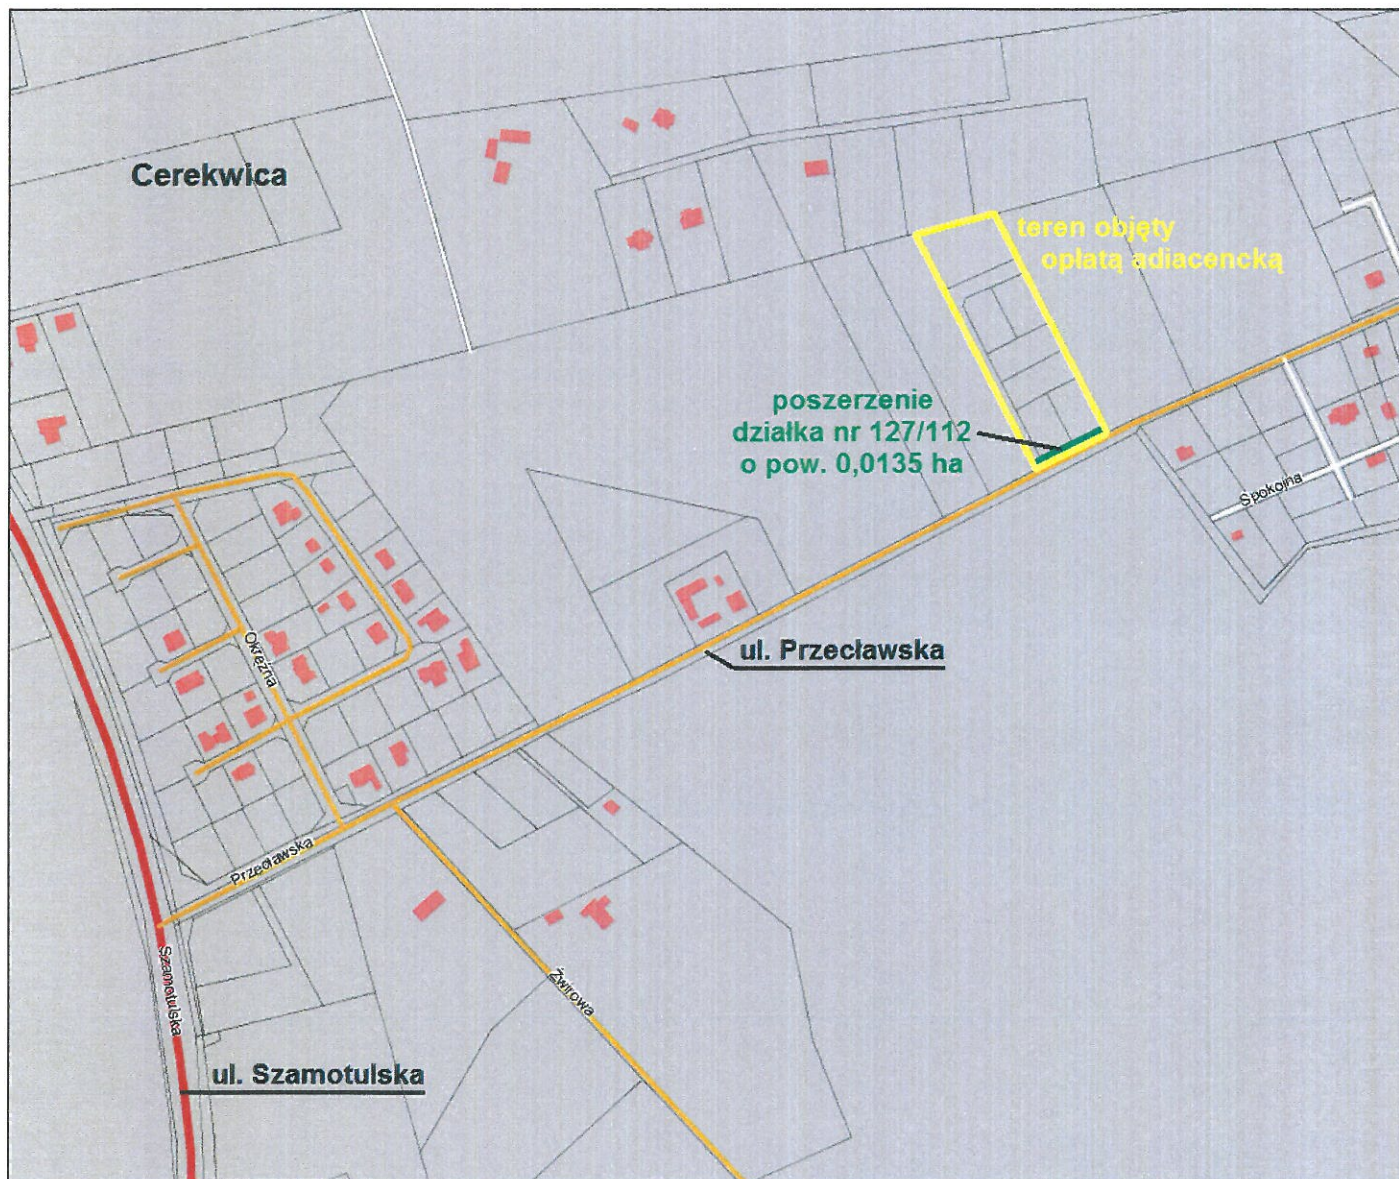 Cerekwica
teren objęty
opłatą adiacencką
poszerzenie
działka nr 127/112
o pow. 0,0135 ha
Spokojna
ul. Przecławska
Okrężna
Przecławska
Szamotulska
Żwirowa
ul. Szamotulska